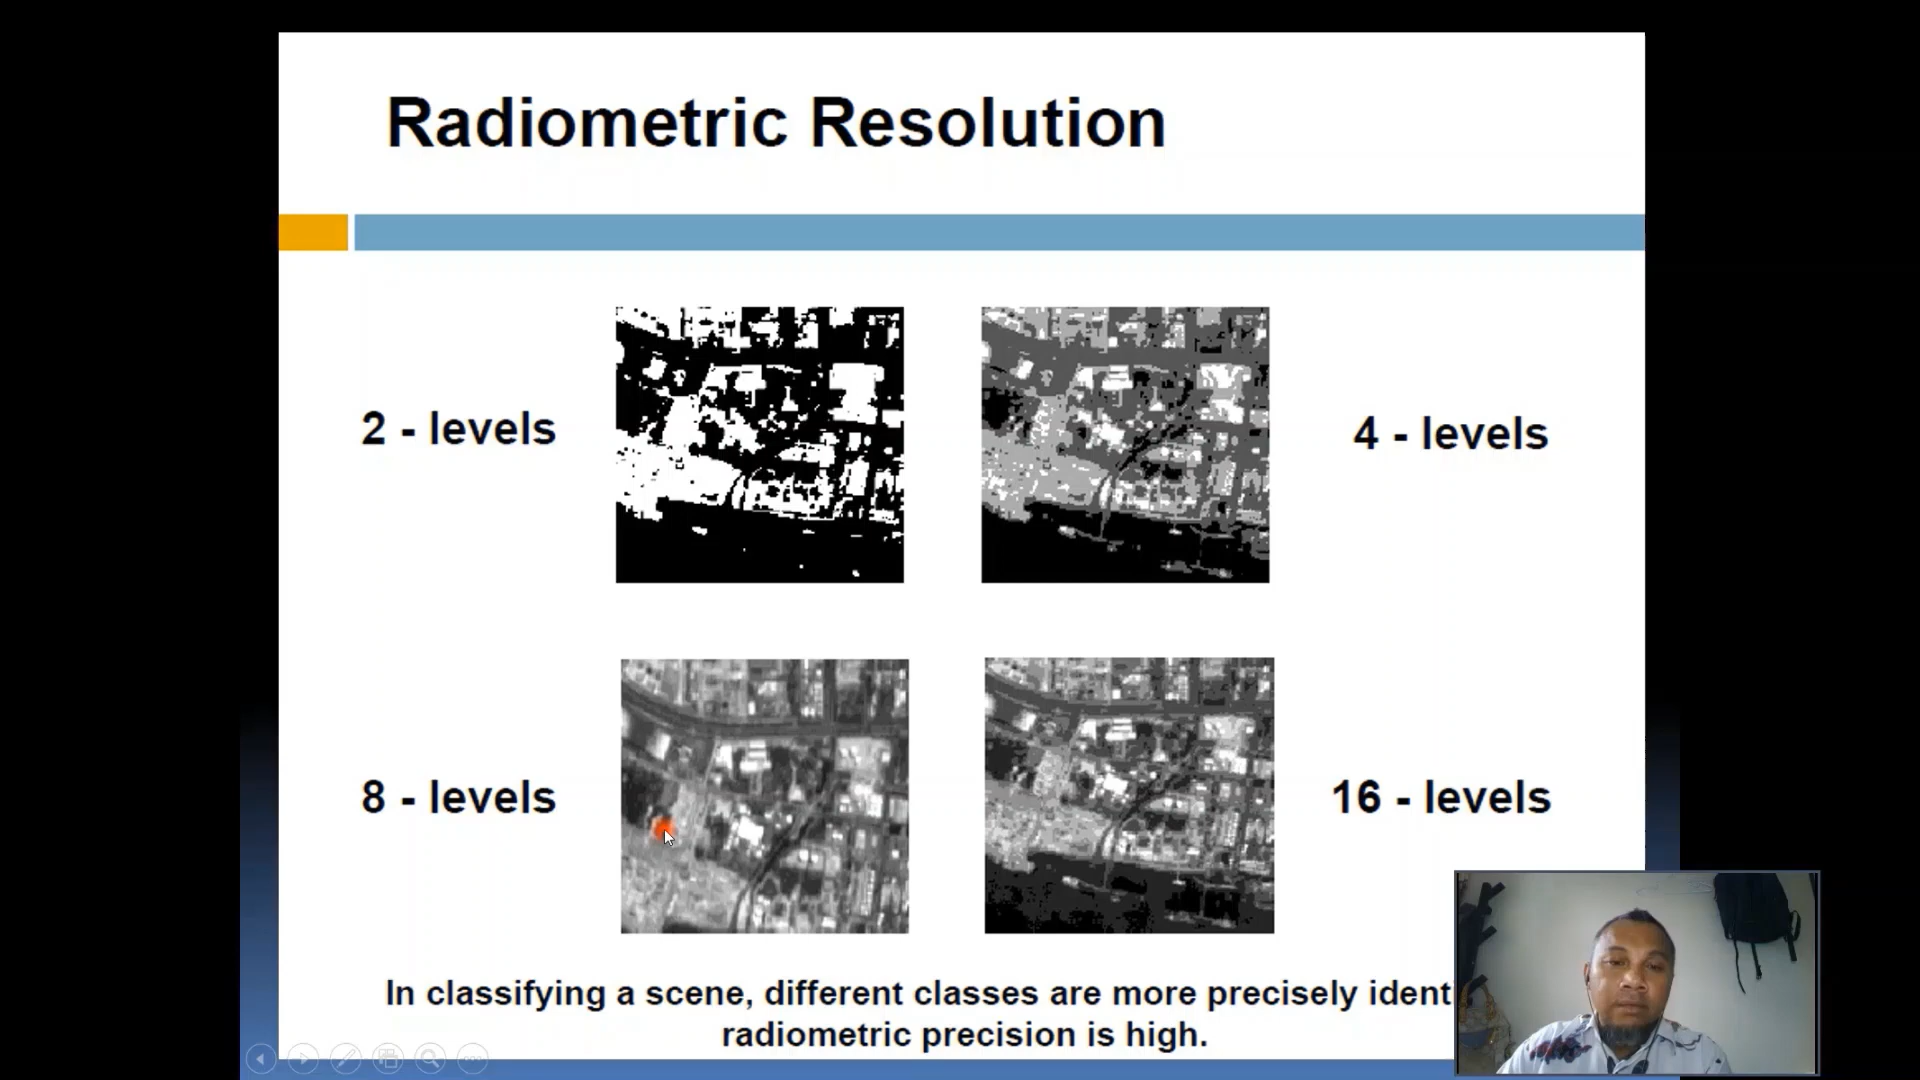 Radiometric Resolution
2 - levels
4 - levels
8 - levels
16 - levels
In classifying a scene, different classes are more precisely
radiometric precision is high.